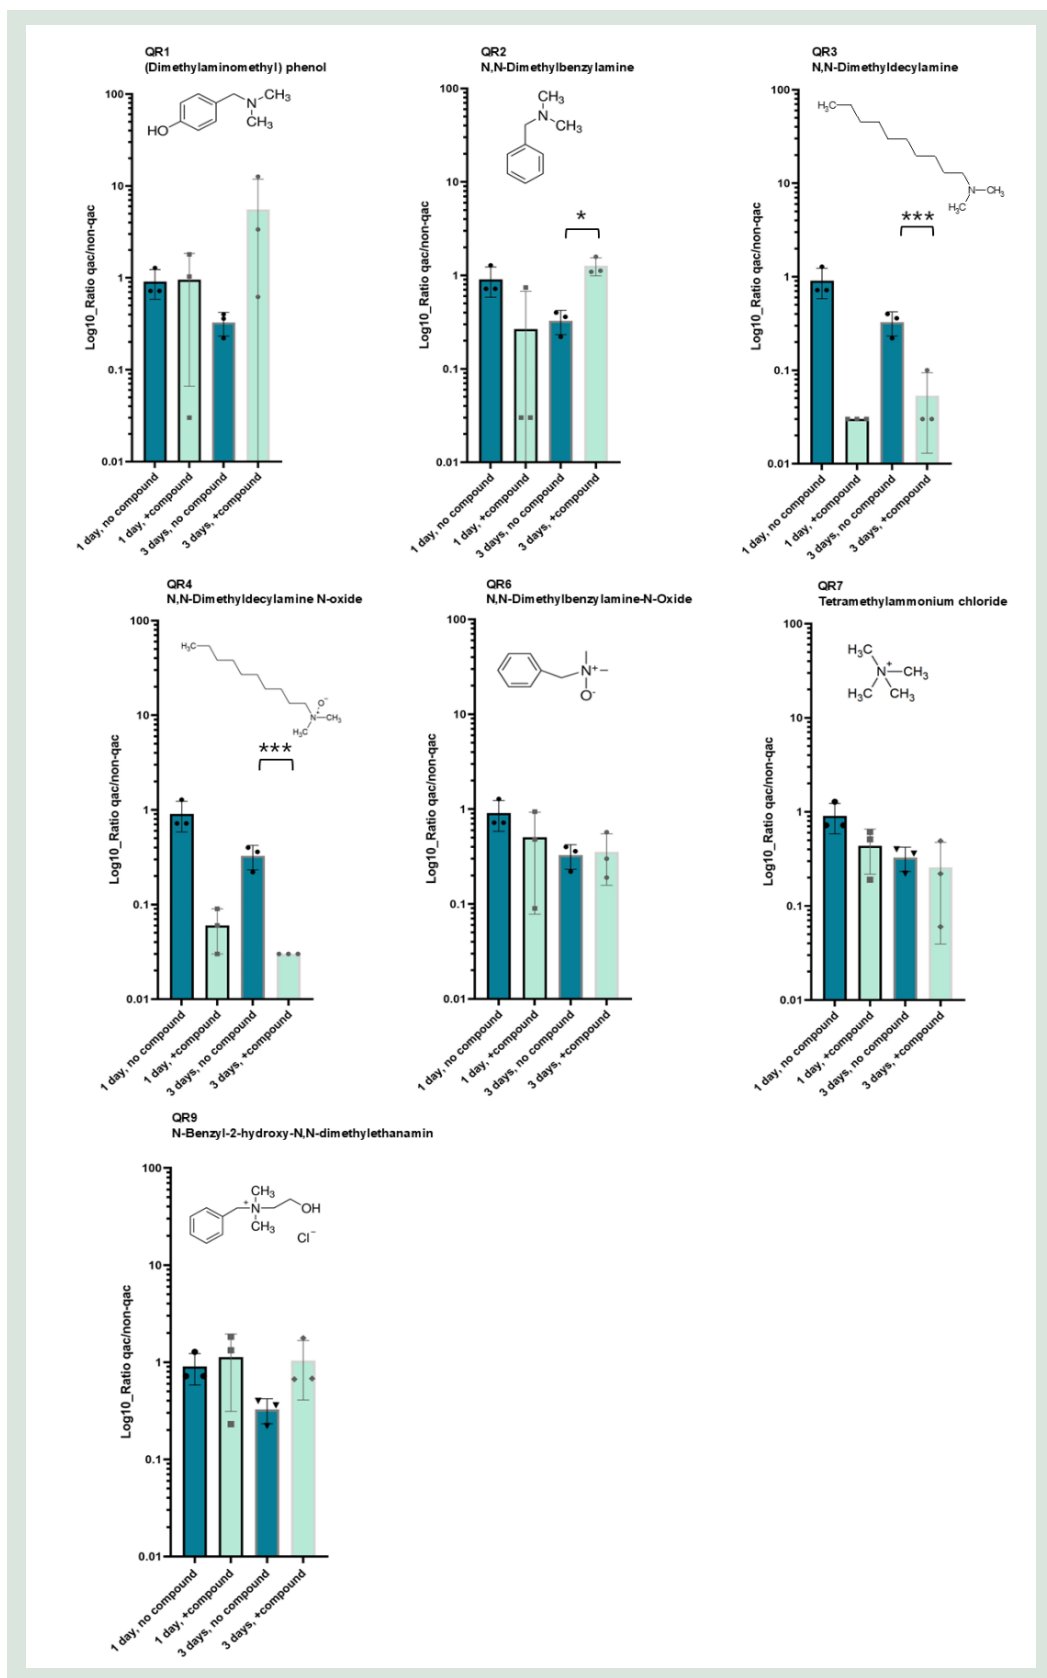 QR1
(Dimethylaminomethyl) phenol
CH₃
N
CH₃
HO
100
10
1
0.1
0.01
Log10_Ratio qac/non-qac
1 day, no compound
1 day, +compound
3 days, no compound
3 days, +compound
QR2
N,N-Dimethylbenzylamine
CH₃
N
CH₃
*
100
10
1
0.1
0.01
Log10_Ratio qac/non-qac
1 day, no compound
1 day, +compound
3 days, no compound
3 days, +compound
QR3
N,N-Dimethyldecylamine
H₃C
N
CH₃
H₃C
***
100
10
1
0.1
0.01
Log10_Ratio qac/non-qac
1 day, no compound
1 day, +compound
3 days, no compound
3 days, +compound
QR4
N,N-Dimethyldecylamine N-oxide
H₃C
O⁻
N⁺
CH₃
H₃C
***
100
10
1
0.1
0.01
Log10_Ratio qac/non-qac
1 day, no compound
1 day, +compound
3 days, no compound
3 days, +compound
QR6
N,N-Dimethylbenzylamine-N-Oxide
N⁺
O⁻
100
10
1
0.1
0.01
Log10_Ratio qac/non-qac
1 day, no compound
1 day, +compound
3 days, no compound
3 days, +compound
QR7
Tetramethylammonium chloride
H₃C
N⁺
CH₃
H₃C CH₃
100
10
1
0.1
0.01
Log10_Ratio qac/non-qac
1 day, no compound
1 day, +compound
3 days, no compound
3 days, +compound
QR9
N-Benzyl-2-hydroxy-N,N-dimethylethanamin
CH₃
N⁺
OH
CH₃
Cl⁻
100
10
1
0.1
0.01
Log10_Ratio qac/non-qac
1 day, no compound
1 day, +compound
3 days, no compound
3 days, +compound